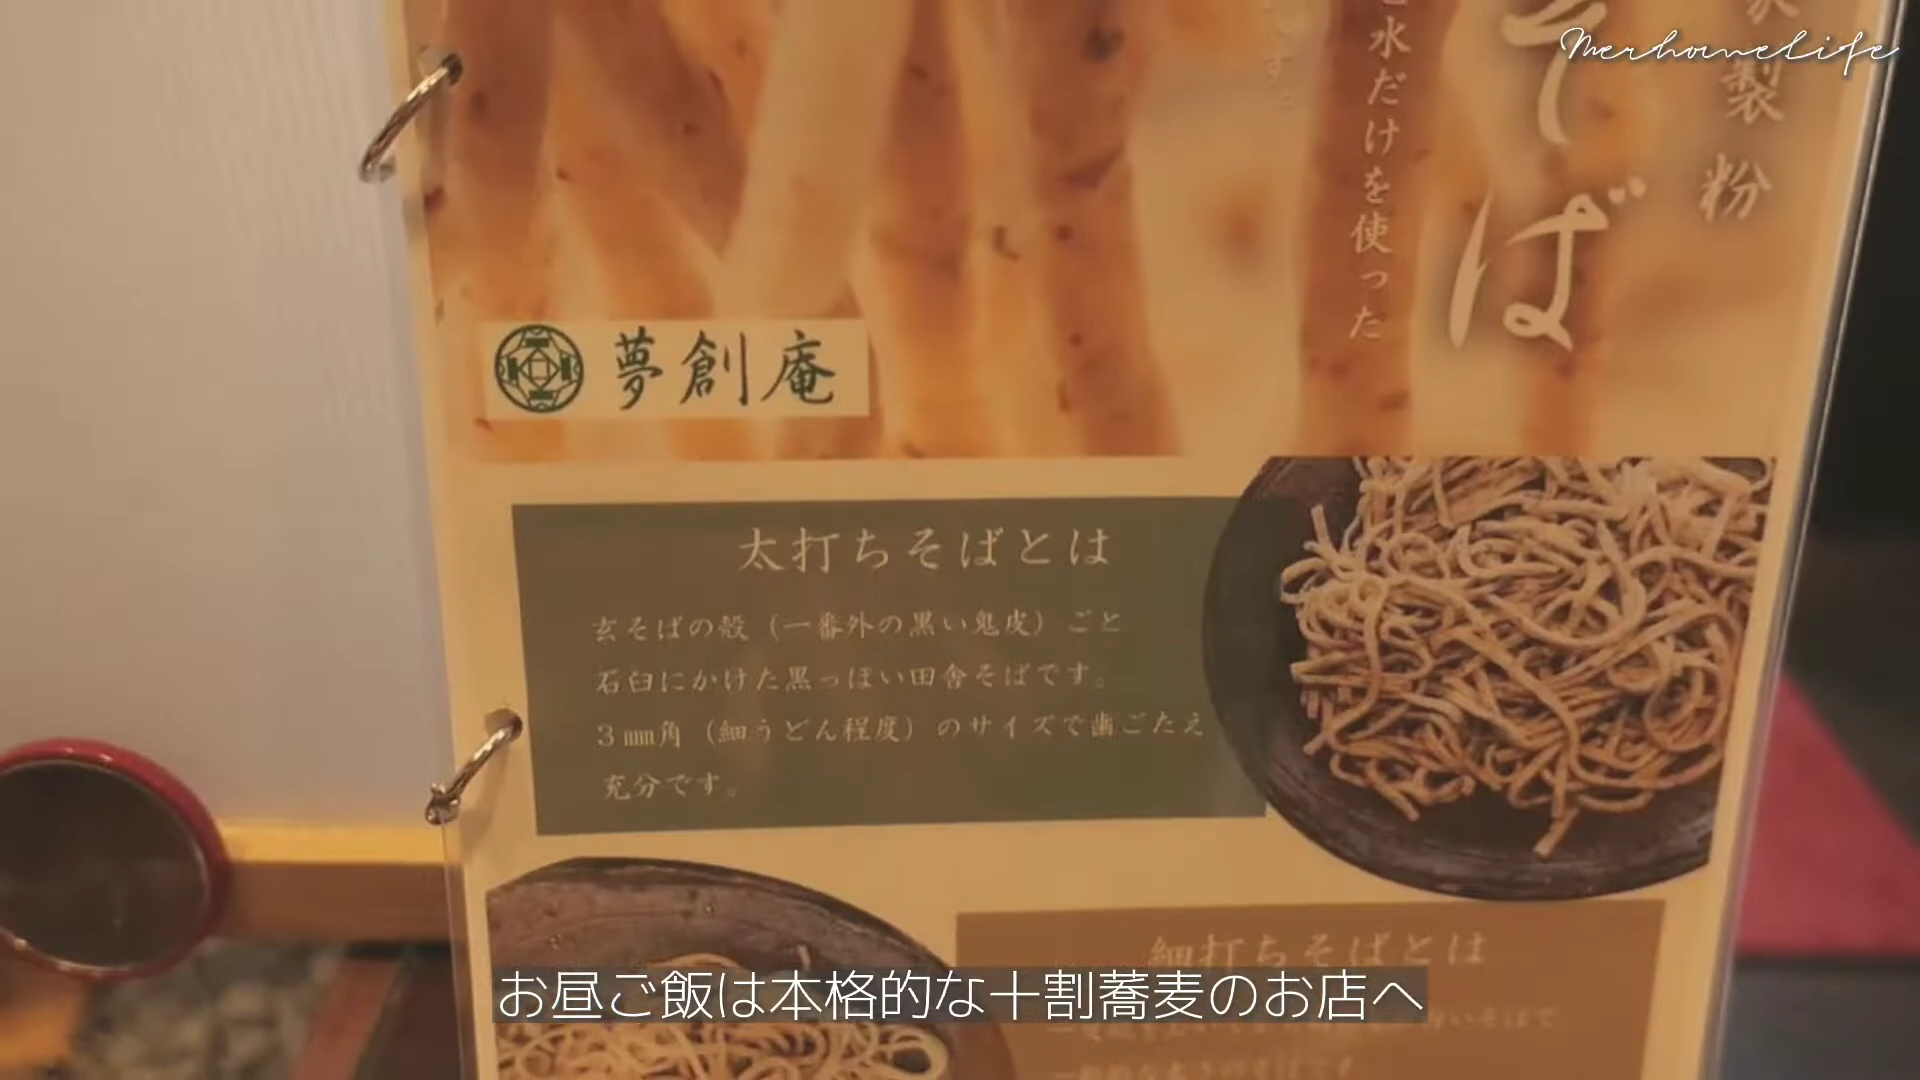 Merhouvelife
製粉
そば
水だけを使った
です。
夢創庵
太打ちそばとは
玄そばの殻（一番外の黒い鬼皮）ごと
石臼にかけた黒っぽい田舎そばです。
3㎜角（細うどん程度）のサイズで歯ごたえ
充分です。
細打ちそばとは
お昼ご飯は本格的な十割蕎麦のお店へ